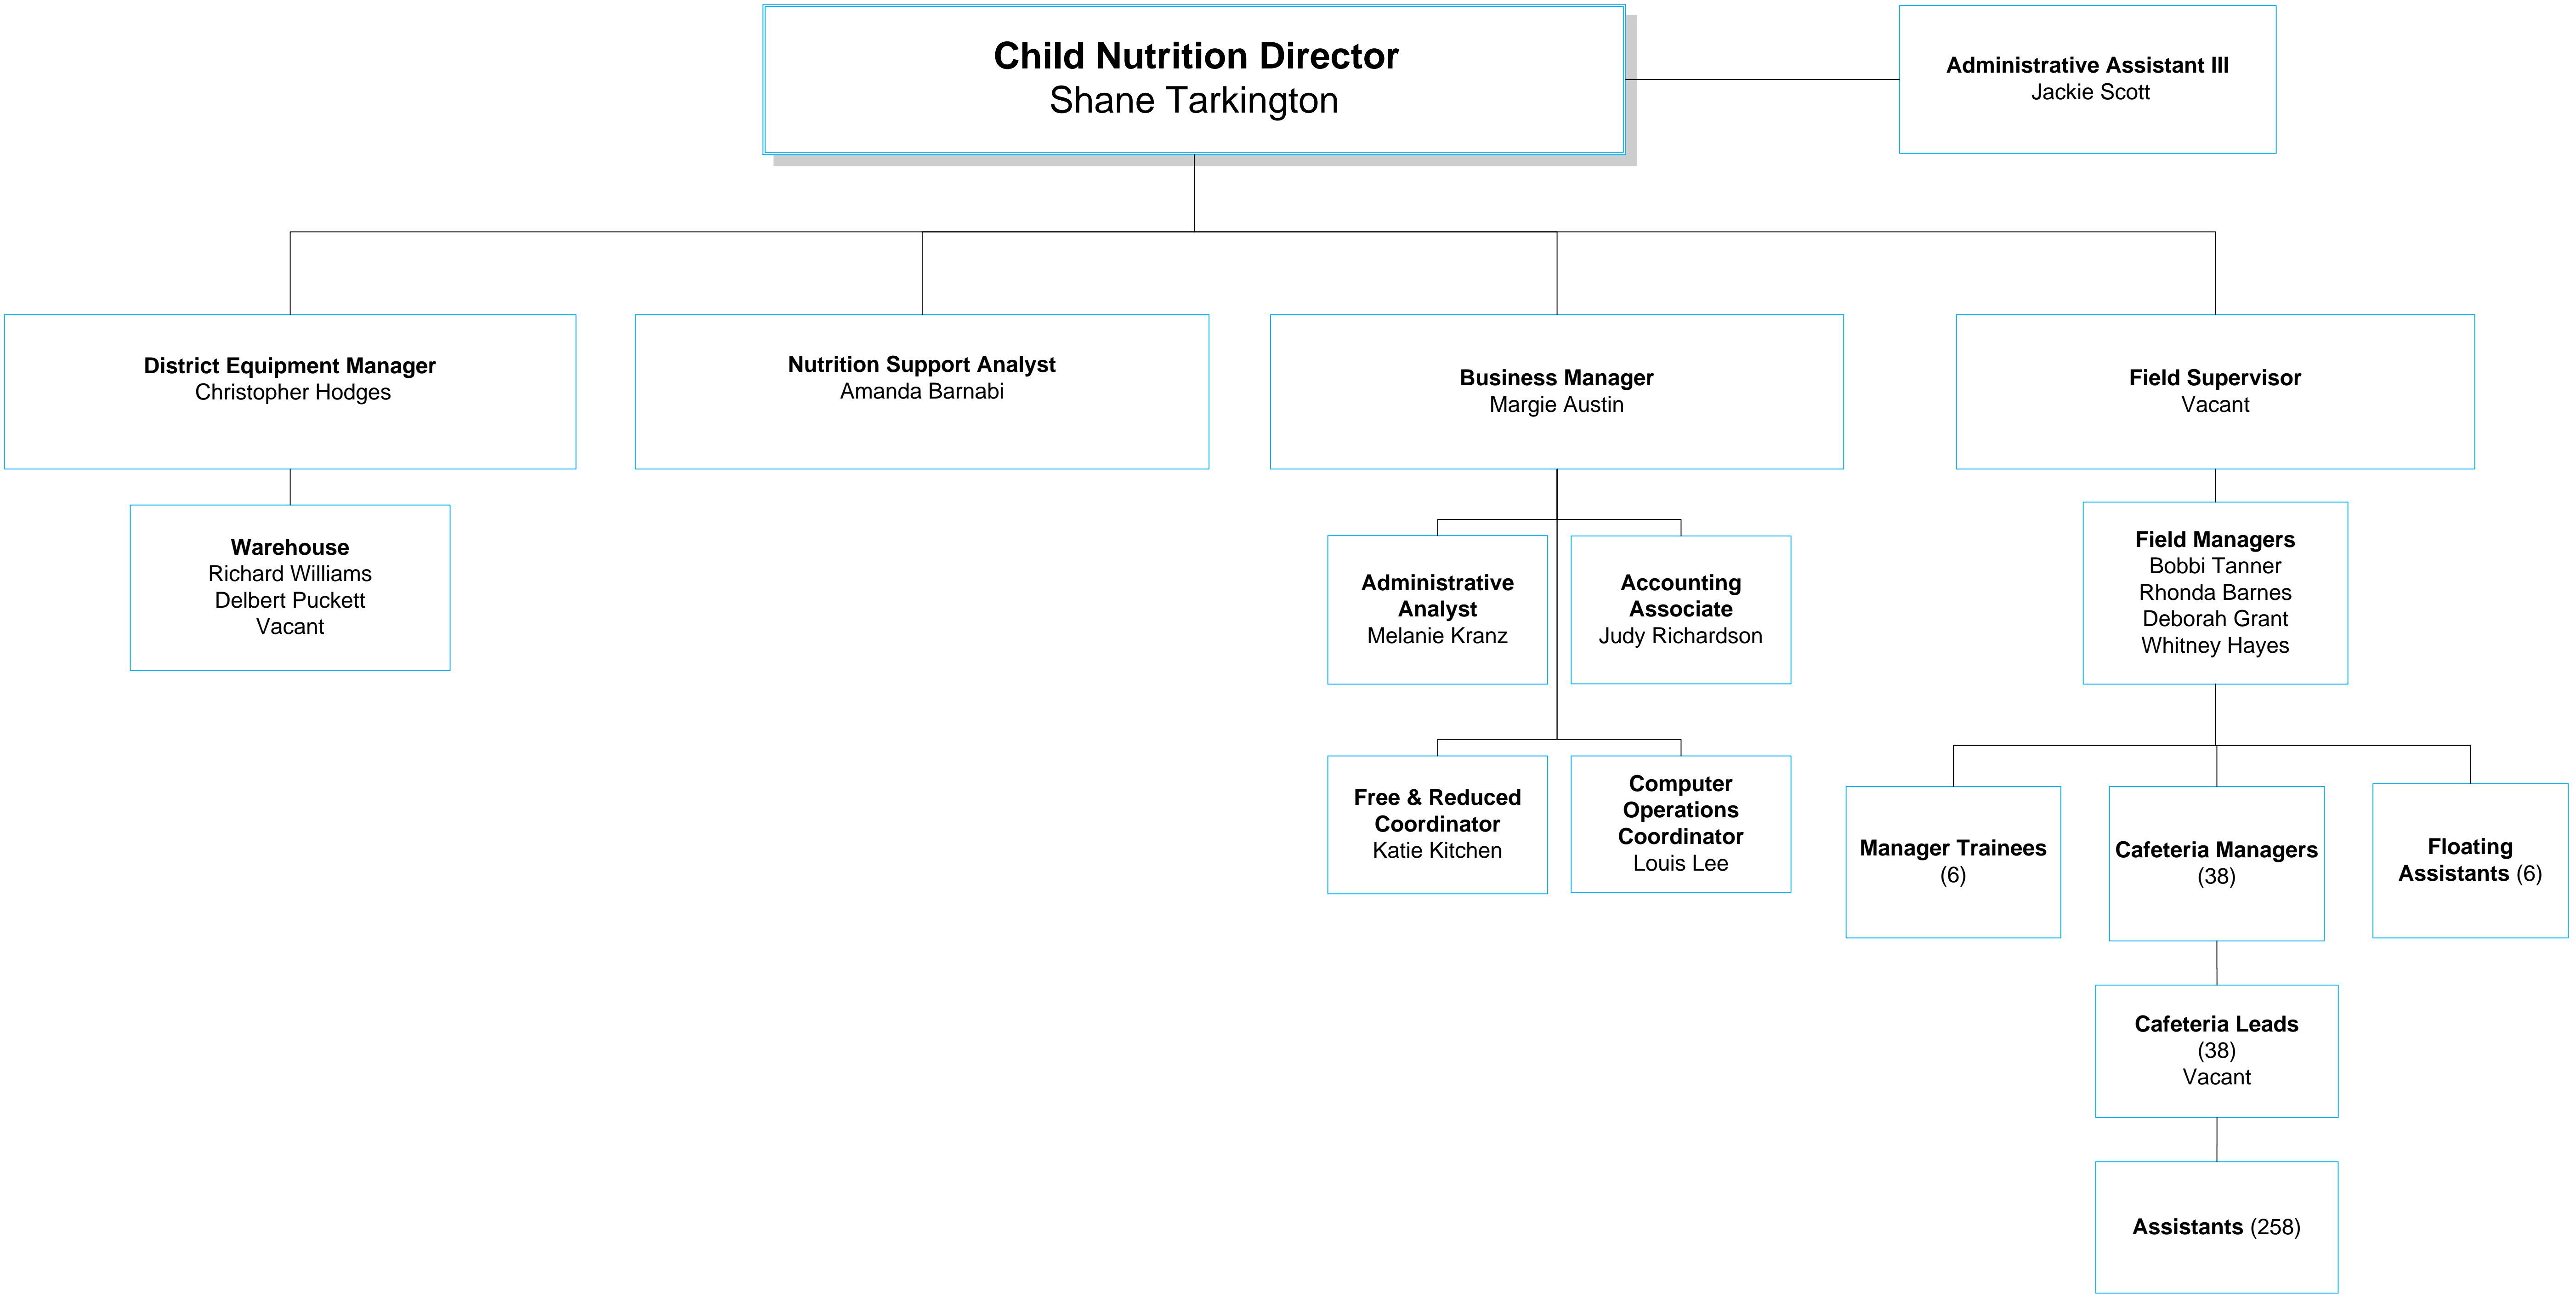 Child Nutrition Director
Shane Tarkington
Administrative Assistant III
Jackie Scott
District Equipment Manager
Christopher Hodges
Nutrition Support Analyst
Amanda Barnabi
Business Manager
Margie Austin
Field Supervisor
Vacant
Warehouse
Richard Williams
Delbert Puckett
Vacant
Administrative
Analyst
Melanie Kranz
Accounting
Associate
Judy Richardson
Field Managers
Bobbi Tanner
Rhonda Barnes
Deborah Grant
Whitney Hayes
Free & Reduced
Coordinator
Katie Kitchen
Computer
Operations
Coordinator
Louis Lee
Manager Trainees
(6)
Cafeteria Managers
(38)
Floating
Assistants (6)
Cafeteria Leads
(38)
Vacant
Assistants (258)